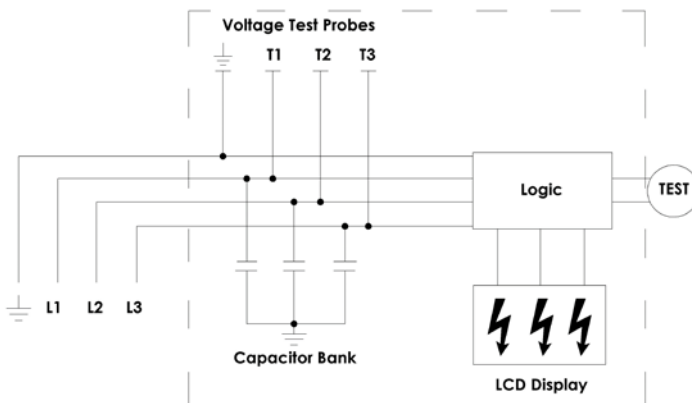 Voltage Test Probes
T1 T2 T3
Logic
TEST
L1 L2 L3
Capacitor Bank
LCD Display